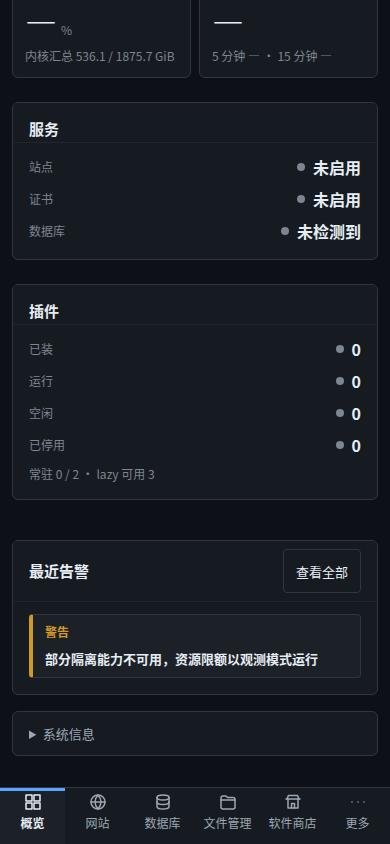 — %
—
内核汇总 536.1 / 1875.7 GiB
5 分钟 — · 15 分钟 —
服务
站点 未启用
证书 未启用
数据库 未检测到
插件
已装 0
运行 0
空闲 0
已停用 0
常驻 0 / 2 · lazy 可用 3
最近告警 查看全部
警告
部分隔离能力不可用，资源限额以观测模式运行
▶ 系统信息
概览 网站 数据库 文件管理 软件商店 更多